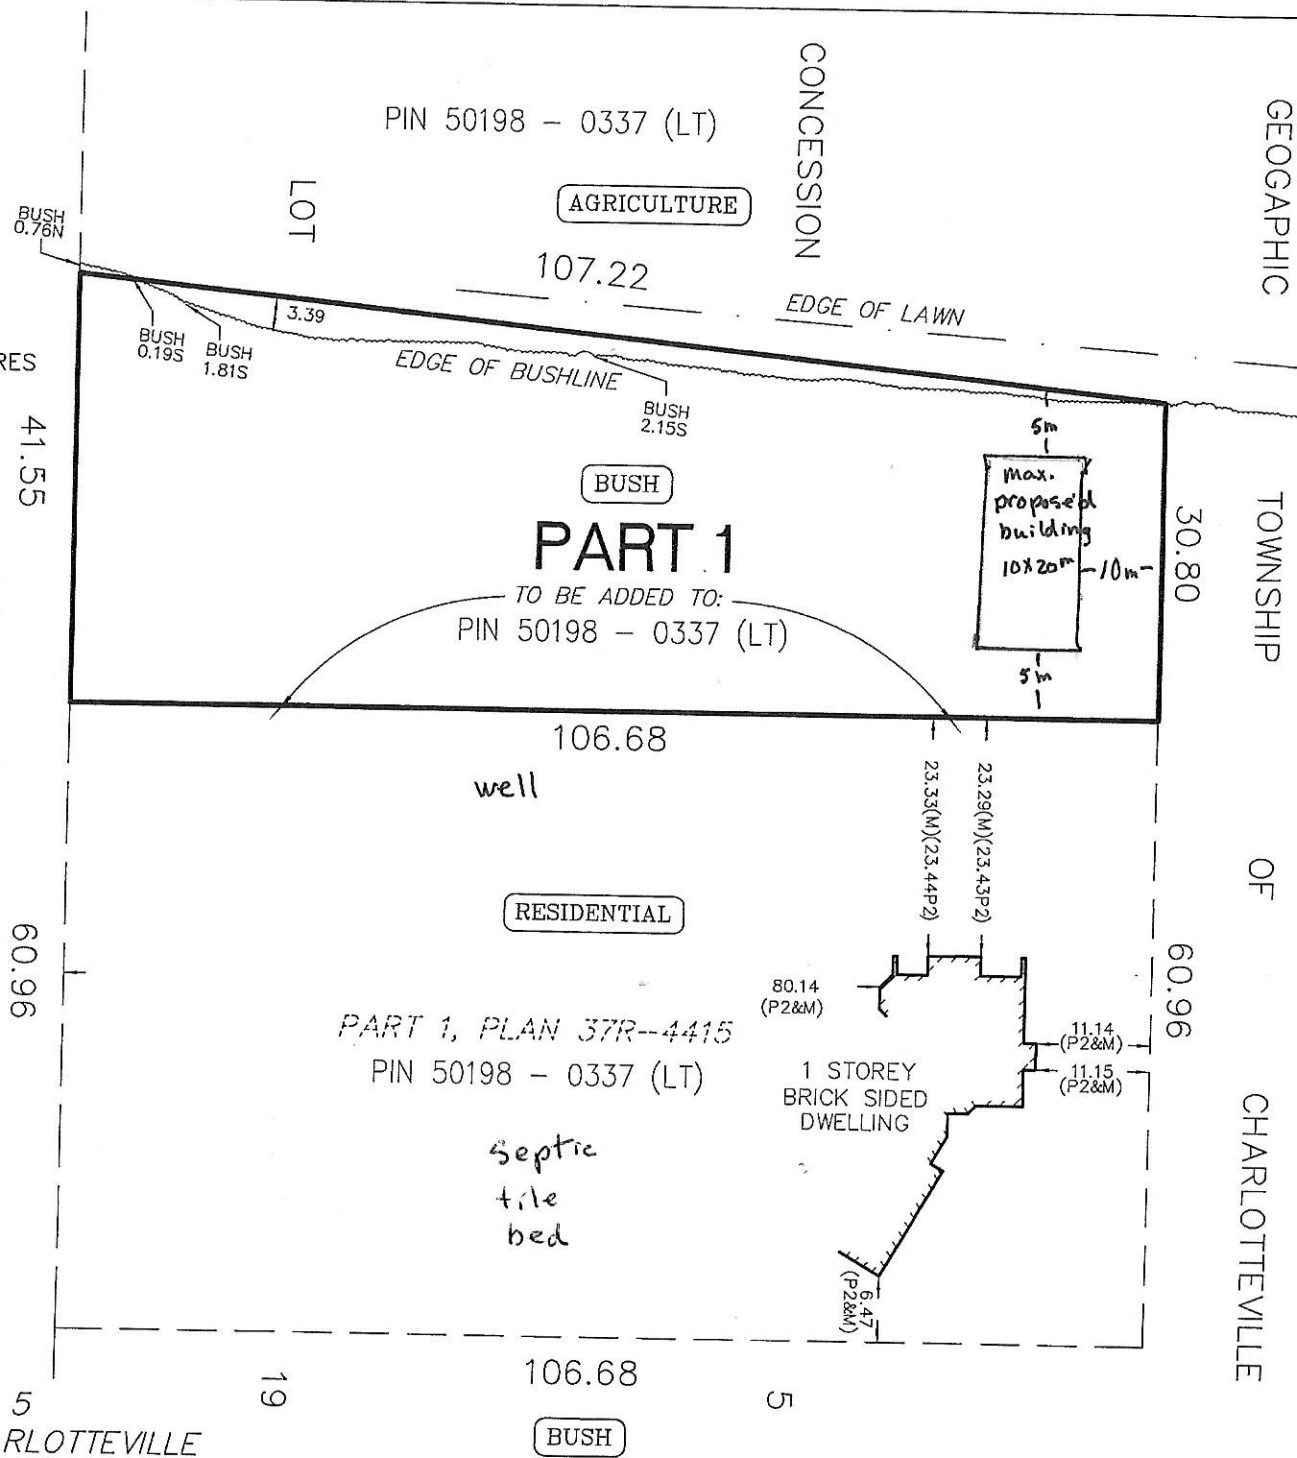 GEOGAPHIC
TOWNSHIP
OF
CHARLOTTEVILLE
CONCESSION
LOT
PIN 50198 - 0337 (LT)
AGRICULTURE
107.22
EDGE OF LAWN
BUSH
0.76N
BUSH
0.19S
BUSH
1.81S
3.39
EDGE OF BUSHLINE
BUSH
2.15S
RES
41.55
BUSH
PART 1
TO BE ADDED TO:
PIN 50198 - 0337 (LT)
5m
max.
proposed
building
10x20m
10m
5m
30.80
106.68
well
23.33(M)(23.44P2)
23.29(M)(23.43P2)
RESIDENTIAL
60.96
60.96
80.14
(P2&M)
PART 1, PLAN 37R--4415
PIN 50198 - 0337 (LT)
11.14
(P2&M)
11.15
(P2&M)
1 STOREY
BRICK SIDED
DWELLING
septic
tile
bed
6.47
(P2&M)
106.68
19
5
5
RLOTTEVILLE
BUSH